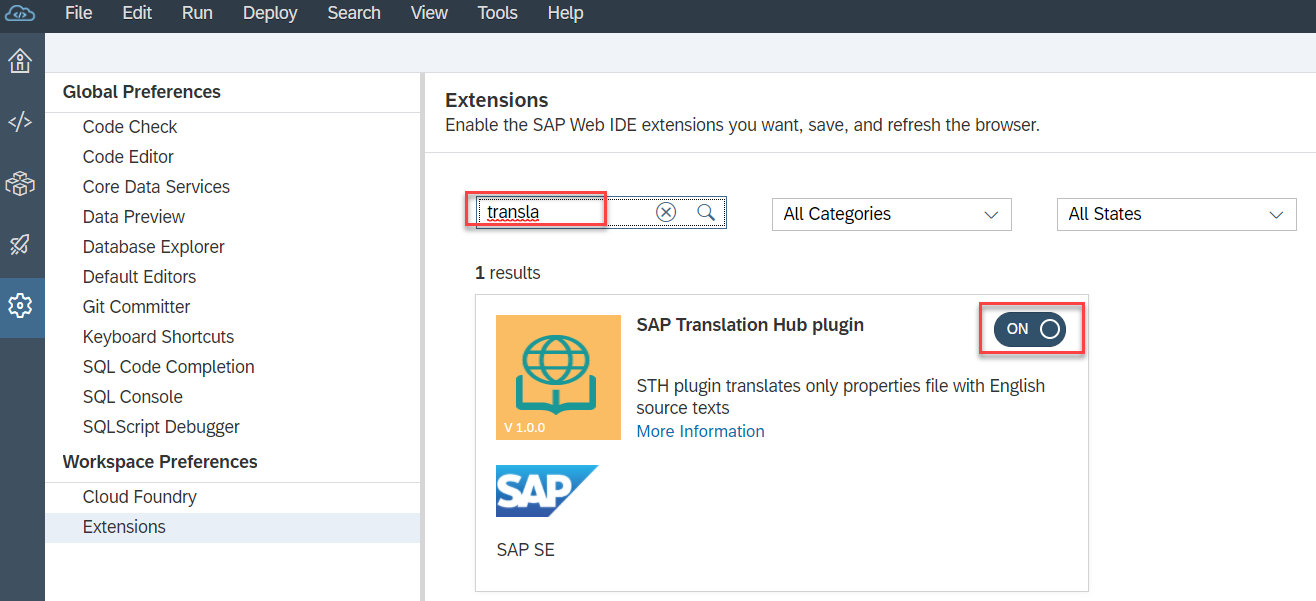 File Edit Run Deploy Search View Tools Help
Global Preferences
Code Check
Code Editor
Core Data Services
Data Preview
Database Explorer
Default Editors
Git Committer
Keyboard Shortcuts
SQL Code Completion
SQL Console
SQLScript Debugger
Workspace Preferences
Cloud Foundry
Extensions
Extensions
Enable the SAP Web IDE extensions you want, save, and refresh the browser.
transla
All Categories
All States
1 results
SAP Translation Hub plugin
ON
STH plugin translates only properties file with English
source texts
More Information
V 1.0.0
SAP
SAP SE